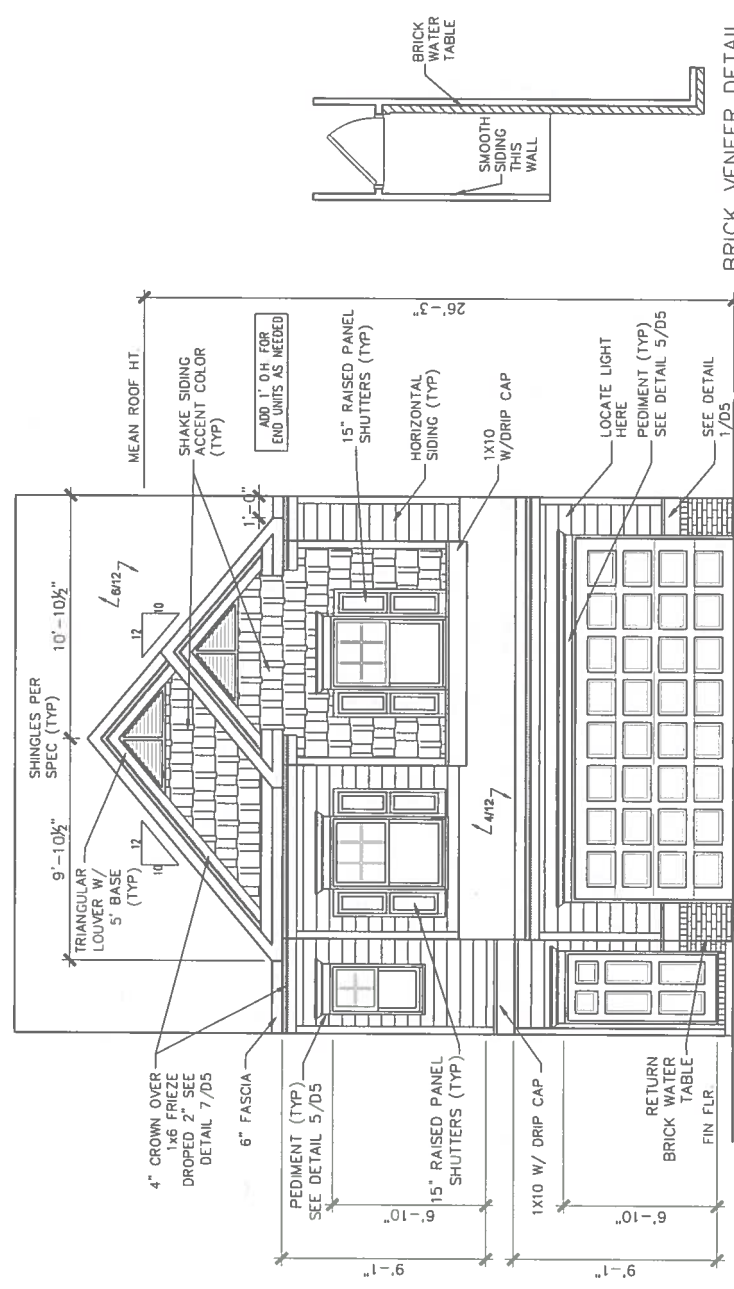 SHINGLES PER
SPEC (TYP)
9'-10½"
10'-10½"
MEAN ROOF HT.
TRIANGULAR
LOUVER W/
5' BASE
(TYP)
12
10
12
10
6/12
SHAKE SIDING
ACCENT COLOR
(TYP)
1'-0"
ADD 1' O.H FOR
END UNITS AS NEEDED
4" CROWN OVER
1x6 FRIEZE
DROPED 2" SEE
DETAIL 7/D5
6" FASCIA
PEDIMENT (TYP)
SEE DETAIL 5/D5
15" RAISED PANEL
SHUTTERS (TYP)
15" RAISED PANEL
SHUTTERS (TYP)
HORIZONTAL
SIDING (TYP)
1X10
W/DRIP CAP
4/12
1X10 W/ DRIP CAP
LOCATE LIGHT
HERE
PEDIMENT (TYP)
SEE DETAIL 5/D5
SEE DETAIL
1/D5
RETURN
BRICK WATER
TABLE
FIN FLR.
9'-1"
6'-10"
9'-1"
6'-10"
26'-3"
BRICK
WATER
TABLE
SMOOTH
SIDING
THIS
WALL
BRICK VENEER DETAIL